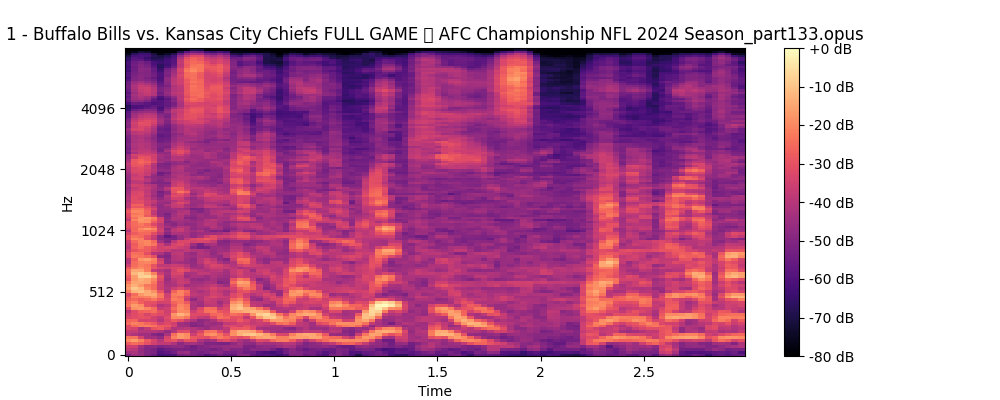 1 - Buffalo Bills vs. Kansas City Chiefs FULL GAME ▯ AFC Championship NFL 2024 Season_part133.opus
+0 dB
-10 dB
-20 dB
-30 dB
-40 dB
-50 dB
-60 dB
-70 dB
-80 dB
4096
2048
1024
512
0
Hz
0 0.5 1 1.5 2 2.5
Time